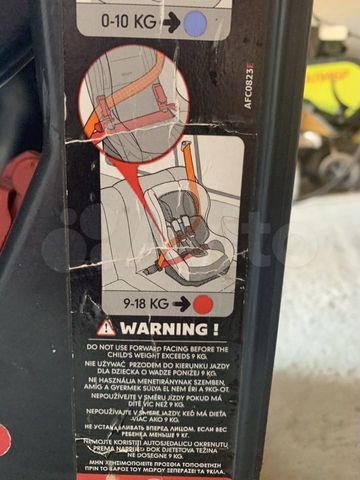 0-10 KG
AFC0823E
9-18 KG
WARNING!
DO NOT USE FORWARD FACING BEFORE THE
CHILD'S WEIGHT EXCEEDS 9 KG.
NIE UŻYWAĆ PRZODEM DO KIERUNKU JAZDY
DLA DZIECKA O WADZE PONIŻEJ 9 KG.
NE HASZNÁLJA MENETIRÁNYNAK SZEMBEN,
AMÍG A GYERMEK SÚLYA EL NEM ÉRI A 9KG-OT.
NEPOUŽÍVEJTE V SMĚRU JÍZDY POKUD MÁ
DÍTĚ VÍC NEŽ 9 KG.
NEPOUŽÍVAJTE V SMERE JAZDY, KEĎ MÁ DIEŤA
VIAC AKO 9 KG.
НЕ УСТАНАВЛИВАТЬ ВПЕРЕД ЛИЦОМ, ЕСЛИ ВЕС
РЕБЕНКА МЕНЬШЕ 9 КГ.
NEMOJTE KORISTITI AUTOSJEDALICU OKRENUTU
PREMA NAPRIJED DOK DJETETOVA TEŽINA
NE DOSEGNE 9 KG.
ΜΗΝ ΧΡΗΣΙΜΟΠΟΙΕΙΤΕ ΠΡΟΣΘΙΑ ΤΟΠΟΘΕΤΗΣΗ
ΠΡΙΝ ΤΟ ΒΑΡΟΣ ΤΟΥ ΜΩΡΟΥ ΞΕΠΕΡΑΣΕΙ ΤΑ 9 ΚΙΛΑ.